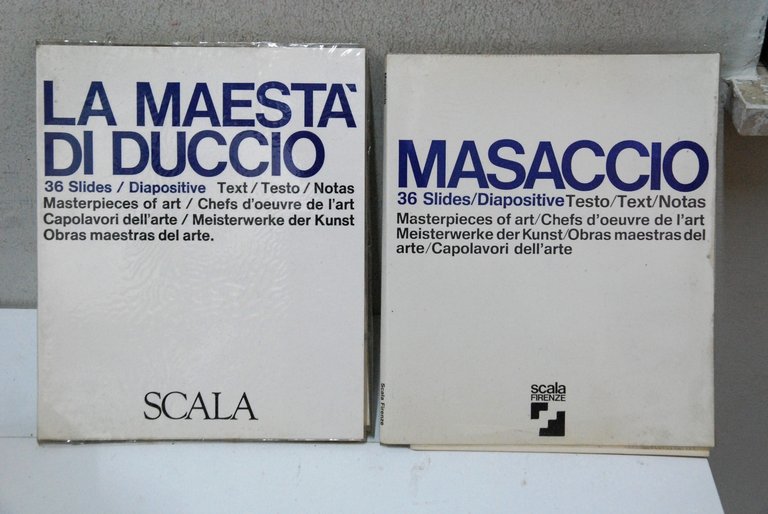 LA MAESTA`
DI DUCCIO
36 Slides / Diapositive Text / Testo / Notas
Masterpieces of art / Chefs d'oeuvre de l'art
Capolavori dell'arte / Meisterwerke der Kunst
Obras maestras del arte.
SCALA
MASACCIO
36 Slides/Diapositive Testo/Text/Notas
Masterpieces of art/Chefs d'oeuvre de l'art
Meisterwerke der Kunst/Obras maestras del
arte/Capolavori dell'arte
scala
FIRENZE
Scala Firenze